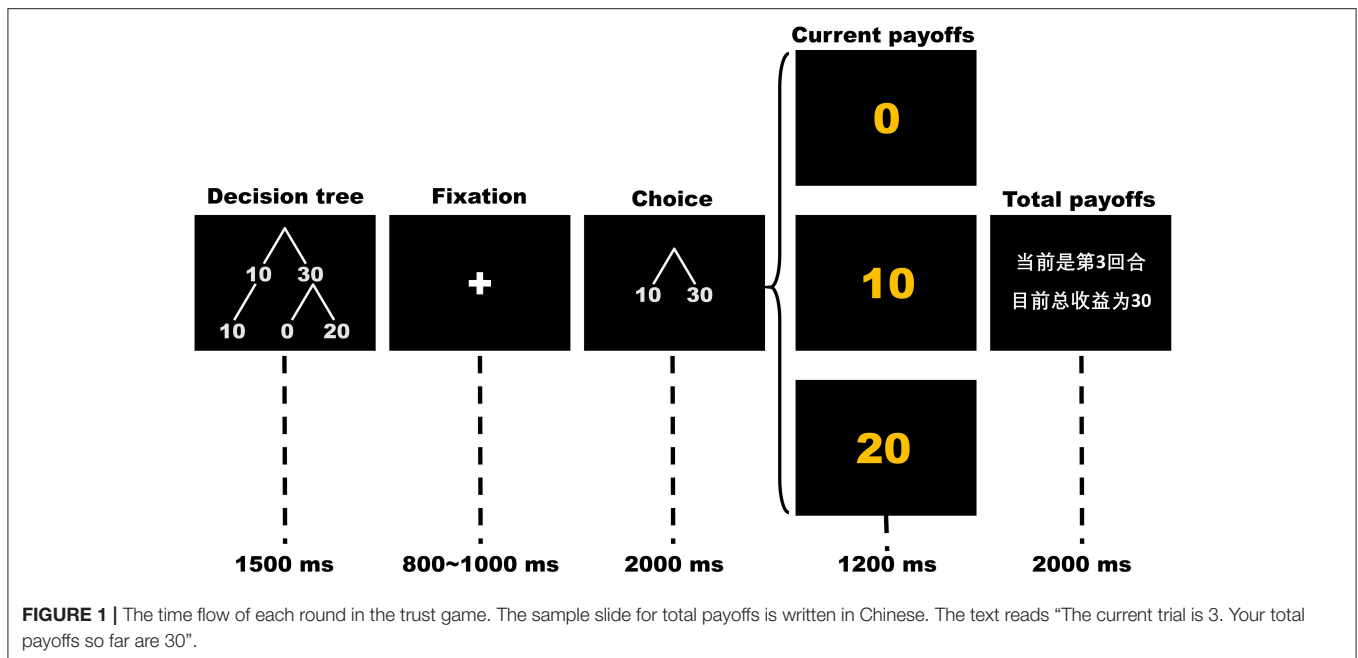 Current payoffs
0
Decision tree
Fixation
Choice
Total payoffs
10 30
10 0 20
+
10 30
10
当前是第3回合
目前总收益为30
20
1500 ms
800~1000 ms
2000 ms
1200 ms
2000 ms
FIGURE 1 | The time flow of each round in the trust game. The sample slide for total payoffs is written in Chinese. The text reads “The current trial is 3. Your total
payoffs so far are 30”.